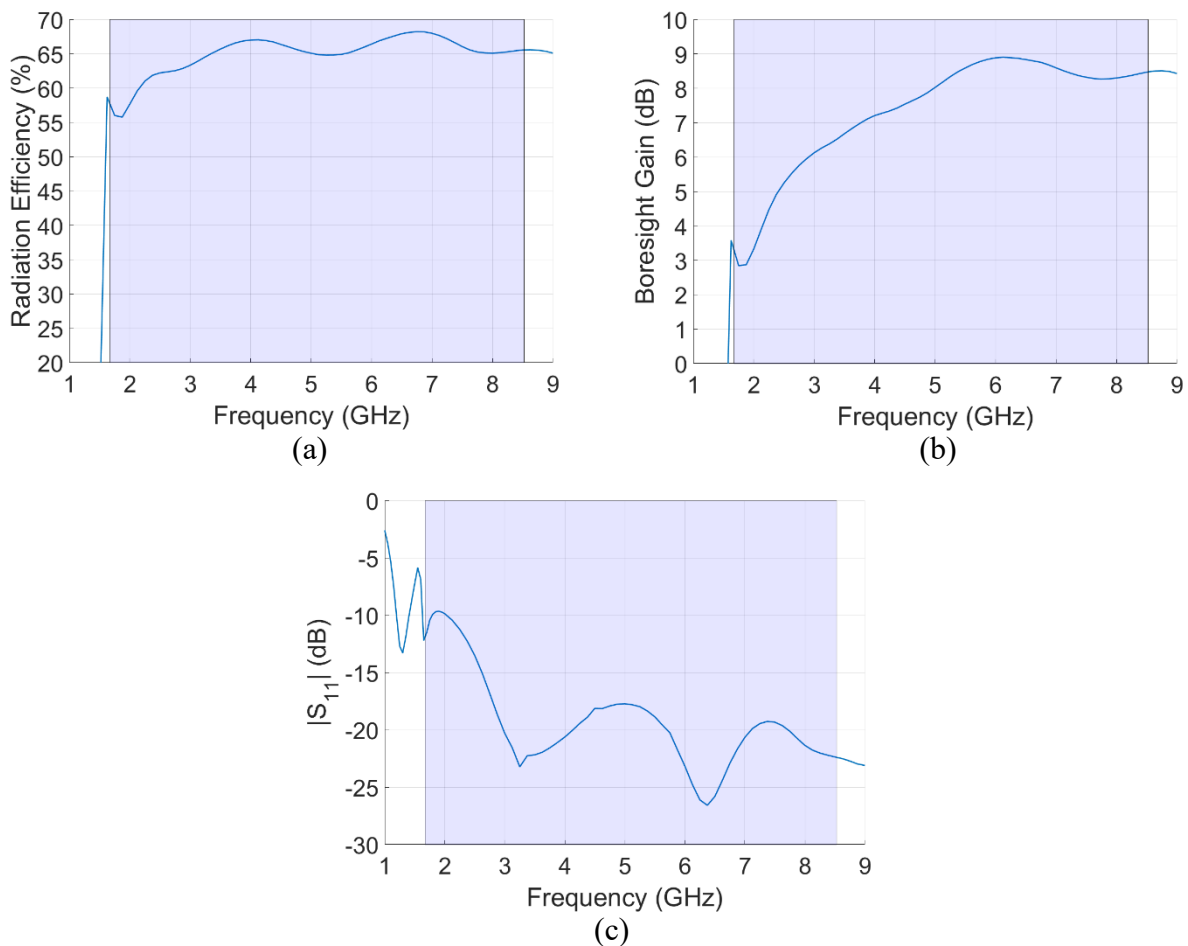 Radiation Efficiency (%)
70
65
60
55
50
45
40
35
30
25
20
1 2 3 4 5 6 7 8 9
Frequency (GHz)
(a)
Boresight Gain (dB)
10
9
8
7
6
5
4
3
2
1
0
1 2 3 4 5 6 7 8 9
Frequency (GHz)
(b)
|S₁₁| (dB)
0
-5
-10
-15
-20
-25
-30
1 2 3 4 5 6 7 8 9
Frequency (GHz)
(c)